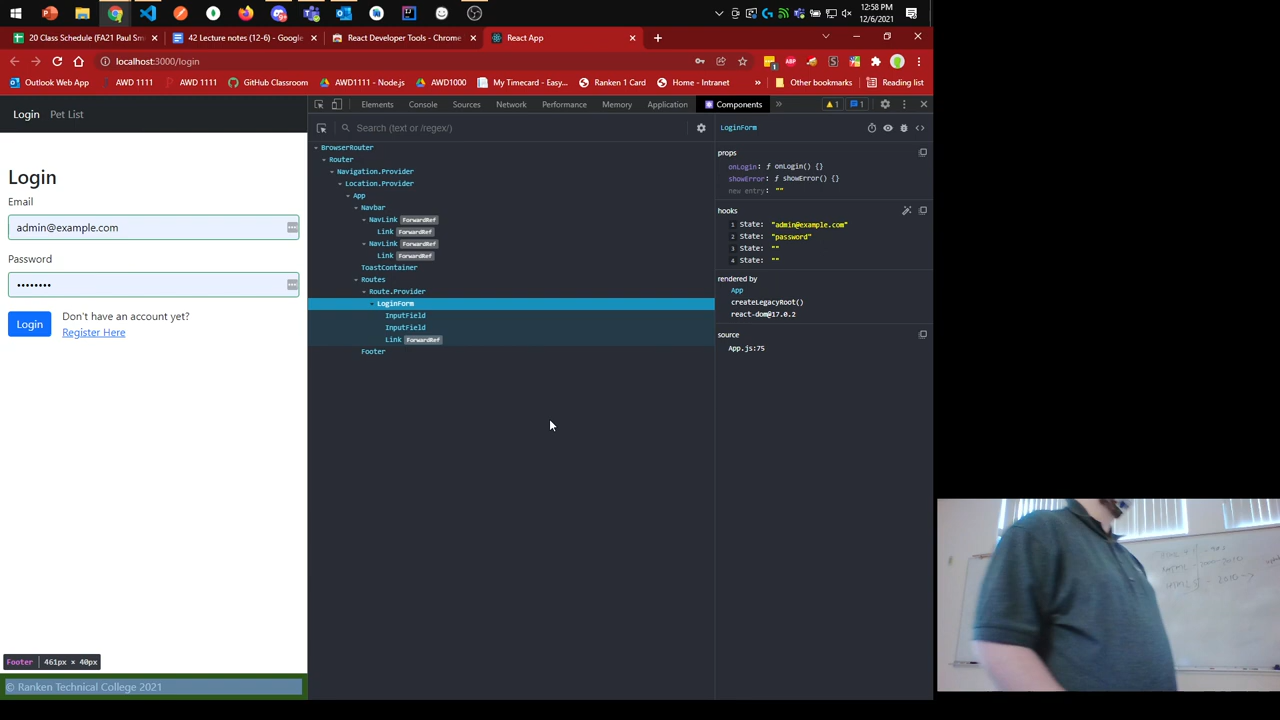 12:58 PM
12/6/2021
20 Class Schedule (FA21 Paul Sm
42 Lecture notes (12-6) - Google
React Developer Tools - Chrome
React App
localhost:3000/login
Outlook Web App
AWD 1111
AWD 1111
GitHub Classroom
AWD1111 - Node.js
AWD1000
My Timecard - Easy...
Ranken 1 Card
Home - Intranet
»
Other bookmarks
Reading list
Login
Pet List
Elements
Console
Sources
Network
Performance
Memory
Application
Components
»
1
1
Search (text or /regex/)
LoginForm
Login
Email
admin@example.com
Password
••••••••
Login
Don't have an account yet?
Register Here
BrowserRouter
Router
Navigation.Provider
Location.Provider
App
Navbar
NavLink ForwardRef
Link ForwardRef
NavLink ForwardRef
Link ForwardRef
ToastContainer
Routes
Route.Provider
LoginForm
InputField
InputField
Link ForwardRef
Footer
props
onLogin: ƒ onLogin() {}
showError: ƒ showError() {}
new entry: ""
hooks
1 State: "admin@example.com"
2 State: "password"
3 State: ""
4 State: ""
rendered by
App
createLegacyRoot()
react-dom@17.0.2
source
App.js:75
Footer | 461px × 40px
© Ranken Technical College 2021